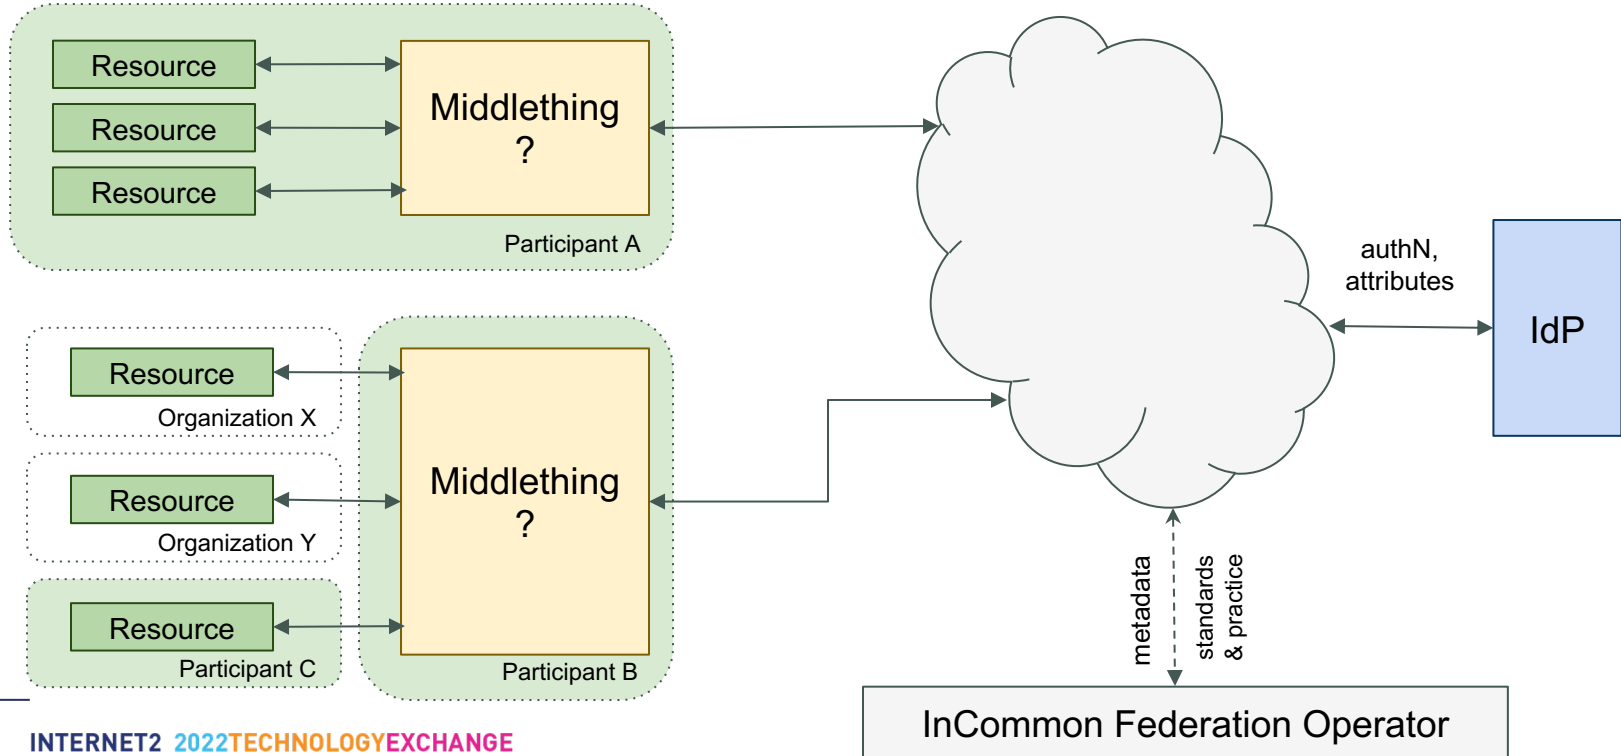 Resource
Resource
Resource
Middlething
?
Participant A
Resource
Organization X
Resource
Organization Y
Resource
Participant C
Middlething
?
Participant B
authN,
attributes
IdP
metadata
standards
& practice
InCommon Federation Operator
INTERNET2 2022TECHNOLOGYEXCHANGE